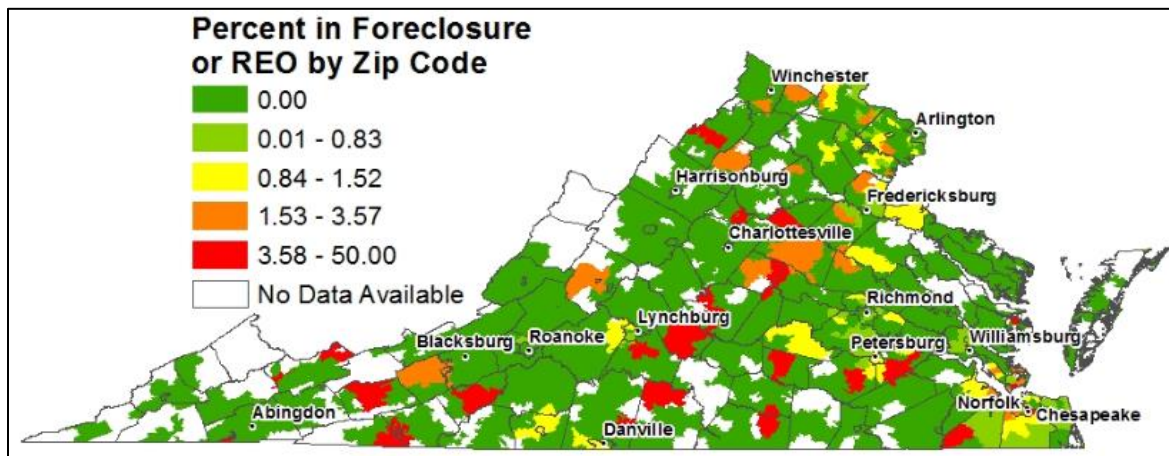 Percent in Foreclosure
or REO by Zip Code
0.00
0.01 - 0.83
0.84 - 1.52
1.53 - 3.57
3.58 - 50.00
No Data Available
Winchester
Arlington
Harrisonburg
Fredericksburg
Charlottesville
Richmond
Lynchburg
Roanoke
Blacksburg
Petersburg
Williamsburg
Abingdon
Danville
Norfolk
Chesapeake